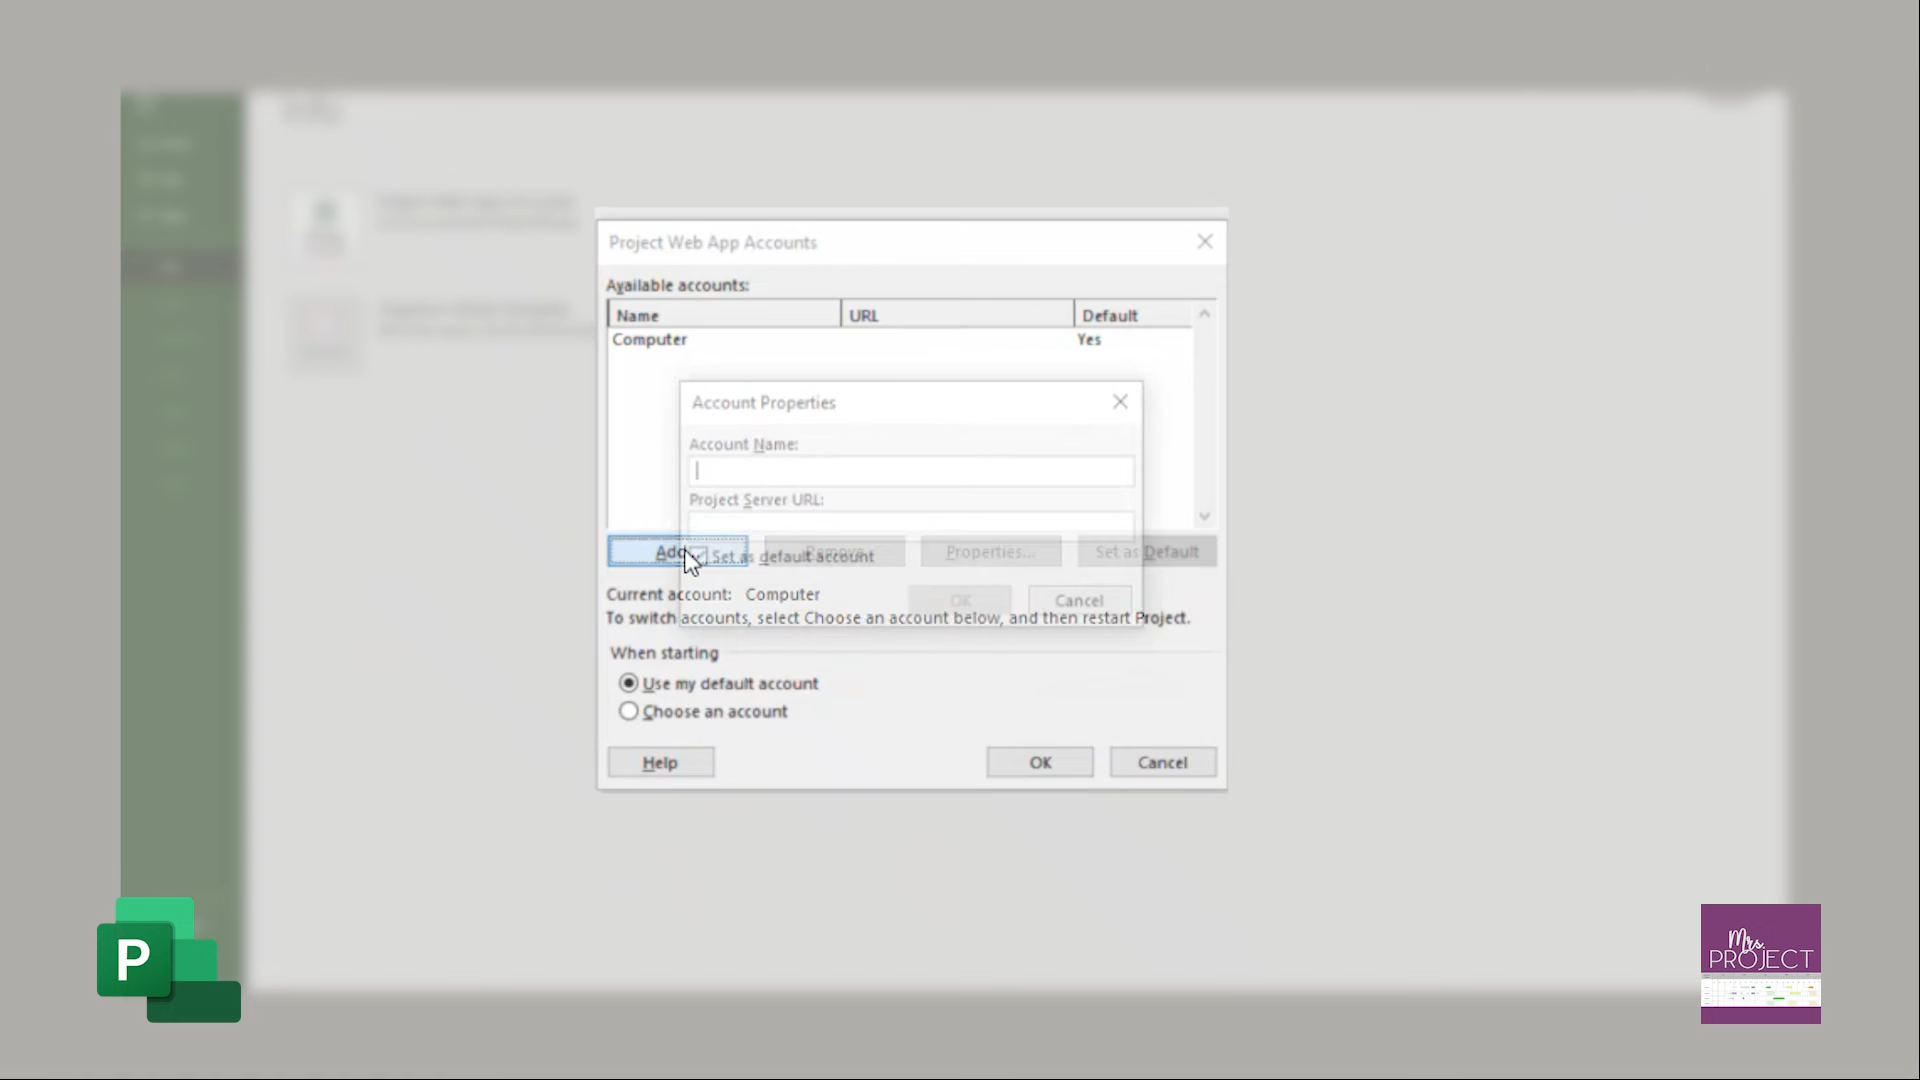 Project Web App Accounts
Available accounts:
Name URL Default
Computer Yes
Account Properties
Account Name:
Project Server URL:
Add
Remove
Properties...
Set as Default
Set as default account
Current account: Computer
OK
Cancel
To switch accounts, select Choose an account below, and then restart Project.
When starting
Use my default account
Choose an account
Help
OK
Cancel
P
Mrs.
PROJECT